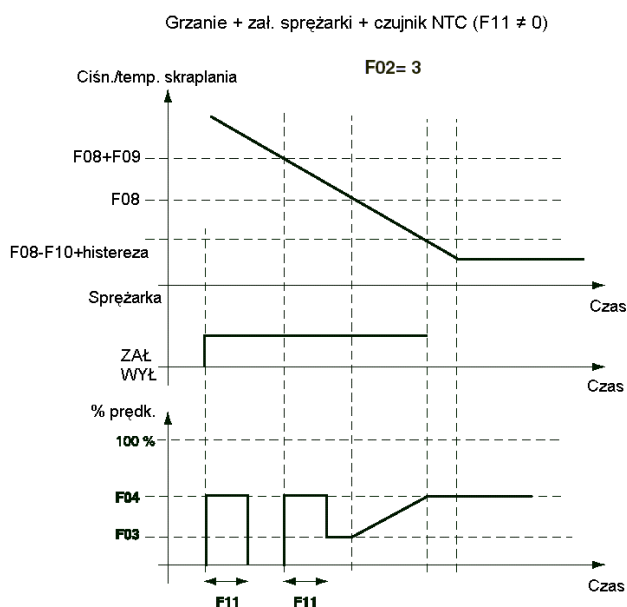 Grzanie + zał. sprężarki + czujnik NTC (F11 ≠ 0)
F02= 3
Ciśn./temp. skraplania
F08+F09
F08
F08-F10+histereza
Czas
Sprężarka
ZAŁ
WYŁ
Czas
% prędk.
100 %
F04
F03
Czas
F11
F11